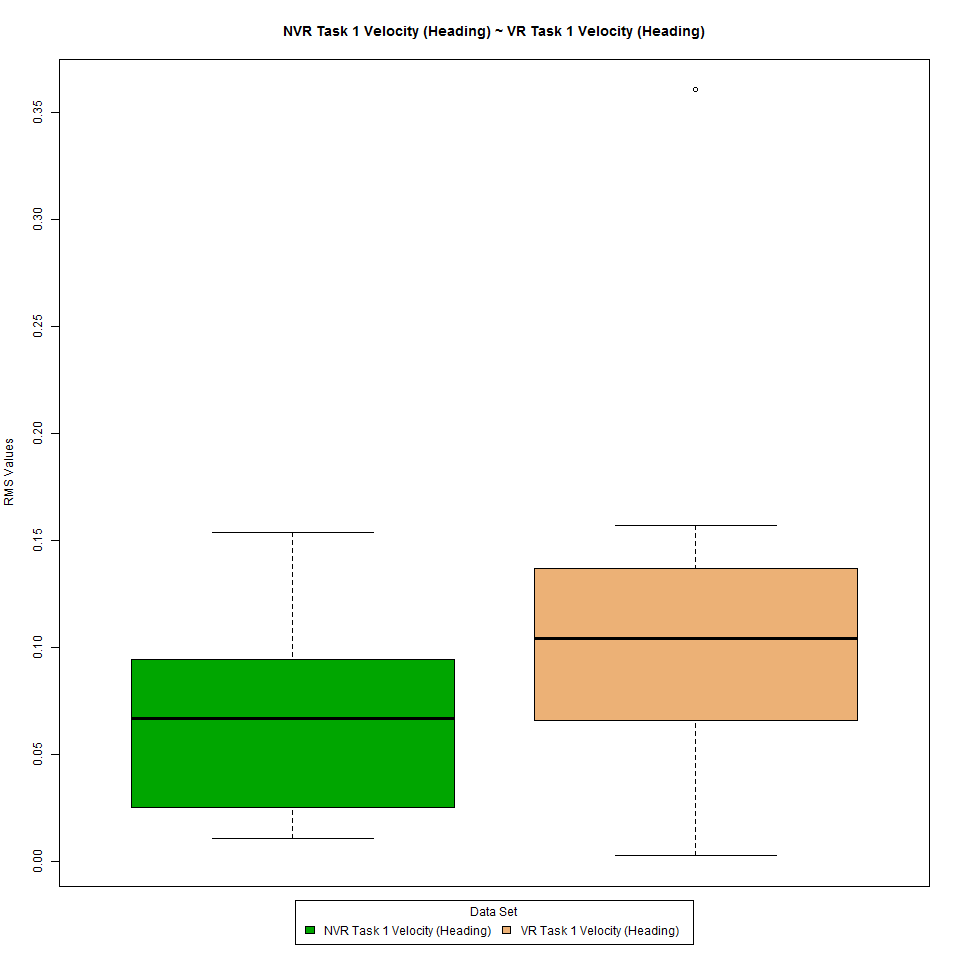 NVR Task 1 Velocity (Heading) ~ VR Task 1 Velocity (Heading)
RMS Values
0.35
0.30
0.25
0.20
0.15
0.10
0.05
0.00
Data Set
NVR Task 1 Velocity (Heading) VR Task 1 Velocity (Heading)